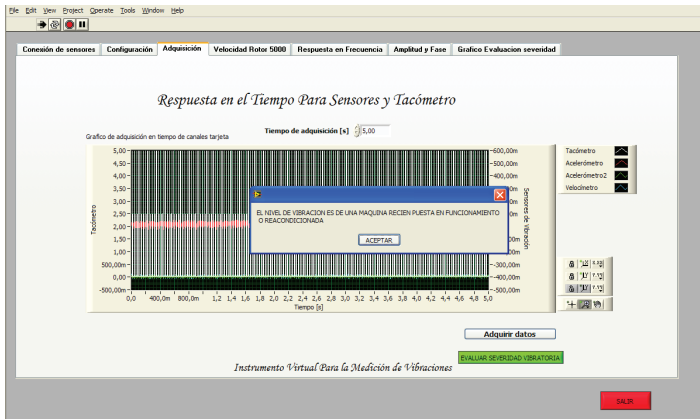 File Edit View Project Operate Tools Window Help
Conexión de sensores Configuración Adquisición Velocidad Rotor 5000 Respuesta en Frecuencia Amplitud y Fase Grafico Evaluacion severidad
Respuesta en el Tiempo Para Sensores y Tacómetro
Tiempo de adquisición [s] 5,00
Grafico de adquisición en tiempo de canales tarjeta
5,00
4,50
4,00
3,50
3,00
2,50
2,00
1,50
1,00
500,00m
0,00
-500,00m
Tacómetro
600,00m
-500,00m
-400,00m
-300,00m
-400,00m
-500,00m
Sensores de Vibración
EL NIVEL DE VIBRACION ES DE UNA MAQUINA RECIEN PUESTA EN FUNCIONAMIENTO
O REACONDICIONADA
ACEPTAR
0,0 400,0m 800,0m 1,2 1,4 1,6 1,8 2,0 2,2 2,4 2,6 2,8 3,0 3,2 3,4 3,6 3,8 4,0 4,2 4,4 4,6 4,8 5,0
Tiempo [s]
Tacómetro
Acelerómetro
Acelerómetro2
Velocímetro
Adquirir datos
EVALUAR SEVERIDAD VIBRATORIA
Instrumento Virtual Para la Medición de Vibraciones
SALIR